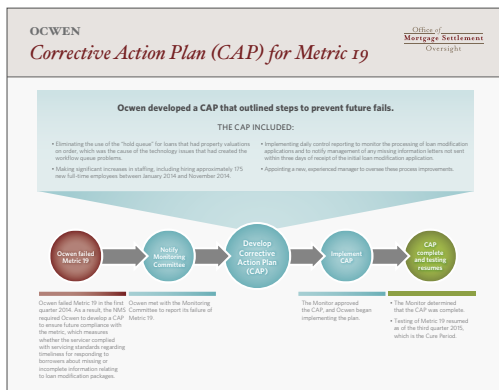 OCWEN
Corrective Action Plan (CAP) for Metric 19
Office of
Mortgage Settlement
Oversight
Ocwen developed a CAP that outlined steps to prevent future fails.
THE CAP INCLUDED:
• Eliminating the use of the "hold queue" for loans that had property valuations
on order, which was the cause of the technology issues that had created the
workflow queue problems.
• Making significant increases in staffing, including hiring approximately 175
new full-time employees between January 2014 and November 2014.
• Implementing daily control reporting to monitor the processing of loan modification
applications and to notify management of any missing information letters not sent
within three days of receipt of the initial loan modification application.
• Appointing a new, experienced manager to oversee these process improvements.
Ocwen failed
Metric 19
Notify
Monitoring
Committee
Develop
Corrective
Action Plan
(CAP)
Implement
CAP
CAP
complete
and testing
resumes
Ocwen failed Metric 19 in the first
quarter 2014. As a result, the NMS
required Ocwen to develop a CAP
to ensure future compliance with
the metric, which measures
whether the servicer complied
with servicing standards regarding
timelines for responding to
borrowers about missing or
incomplete information relating
to loan modification packages.
Ocwen met with the Monitoring
Committee to report its failure of
Metric 19.
The Monitor approved
the CAP, and Ocwen began
implementing the plan.
• The Monitor determined
that the CAP was complete.
• Testing of Metric 19 resumed
as of the third quarter 2015,
which is the Cure Period.